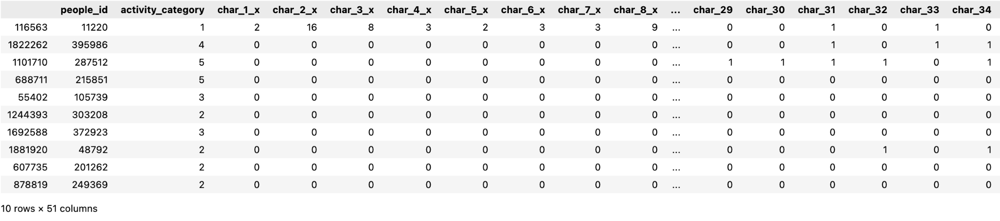 people_id activity_category char_1_x char_2_x char_3_x char_4_x char_5_x char_6_x char_7_x char_8_x ... char_29 char_30 char_31 char_32 char_33 char_34
116563 11220 1 2 16 8 3 2 3 3 9 ... 0 0 1 0 1 0
1822262 395986 4 0 0 0 0 0 0 0 0 ... 0 0 1 0 1 1
1101710 287512 5 0 0 0 0 0 0 0 0 ... 1 1 1 1 0 1
688711 215851 5 0 0 0 0 0 0 0 0 ... 0 0 0 0 0 0
55402 105739 3 0 0 0 0 0 0 0 0 ... 0 0 0 0 0 0
1244393 303208 2 0 0 0 0 0 0 0 0 ... 0 0 0 0 0 0
1692588 372923 3 0 0 0 0 0 0 0 0 ... 0 0 0 0 0 0
1881920 48792 2 0 0 0 0 0 0 0 0 ... 0 0 0 1 0 1
607735 201262 2 0 0 0 0 0 0 0 0 ... 0 0 0 0 0 0
878819 249369 2 0 0 0 0 0 0 0 0 ... 0 0 0 0 0 0
10 rows × 51 columns